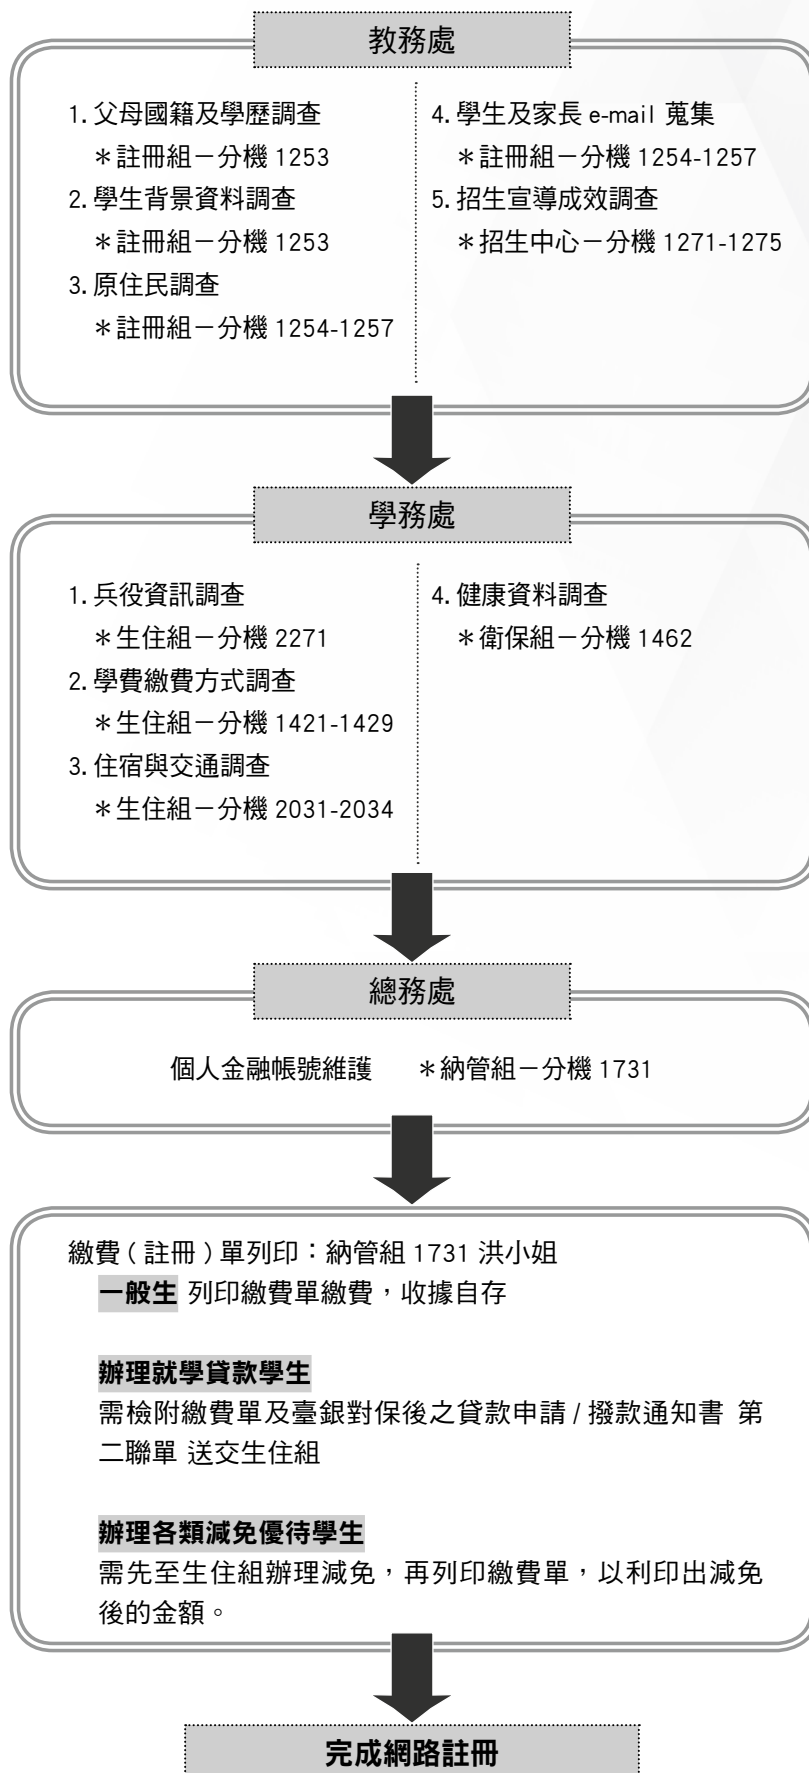 教務處
1. 父母國籍及學歷調查
＊註冊組－分機 1253
2. 學生背景資料調查
＊註冊組－分機 1253
3. 原住民調查
＊註冊組－分機 1254-1257
4. 學生及家長 e-mail 蒐集
＊註冊組－分機 1254-1257
5. 招生宣導成效調查
＊招生中心－分機 1271-1275
學務處
1. 兵役資訊調查
＊生住組－分機 2271
2. 學費繳費方式調查
＊生住組－分機 1421-1429
3. 住宿與交通調查
＊生住組－分機 2031-2034
4. 健康資料調查
＊衛保組－分機 1462
總務處
個人金融帳號維護　＊納管組－分機 1731
繳費 ( 註冊 ) 單列印：納管組 1731 洪小姐
一般生 列印繳費單繳費，收據自存
辦理就學貸款學生
需檢附繳費單及臺銀對保後之貸款申請 / 撥款通知書 第
二聯單 送交生住組
辦理各類減免優待學生
需先至生住組辦理減免，再列印繳費單，以利印出減免
後的金額。
完成網路註冊